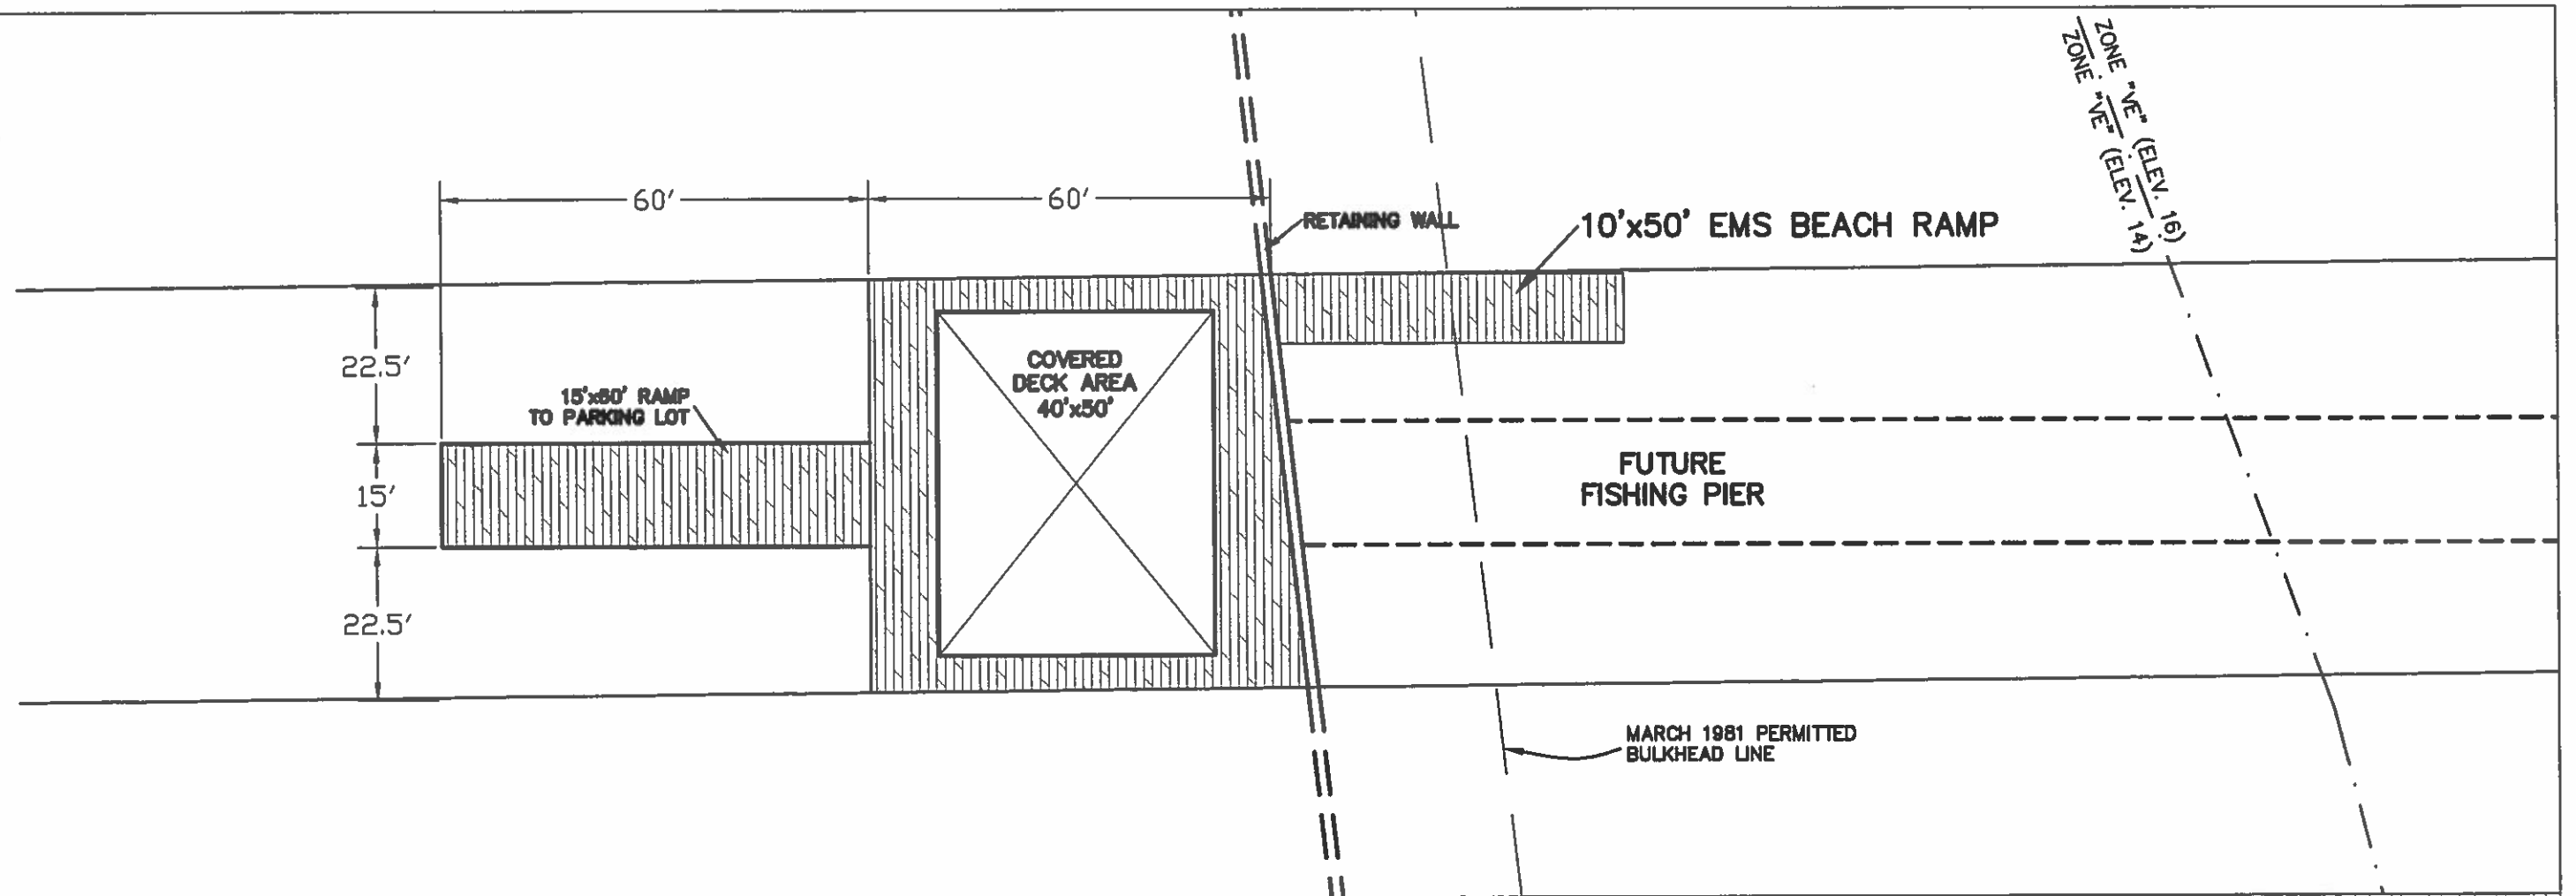 ZONE "VE" (ELEV. 16)
ZONE "VE" (ELEV. 14)
60'
60'
RETAINING WALL
10'x50' EMS BEACH RAMP
22.5'
COVERED
DECK AREA
40'x50'
15'x60' RAMP
TO PARKING LOT
15'
FUTURE
FISHING PIER
22.5'
MARCH 1981 PERMITTED
BULKHEAD LINE